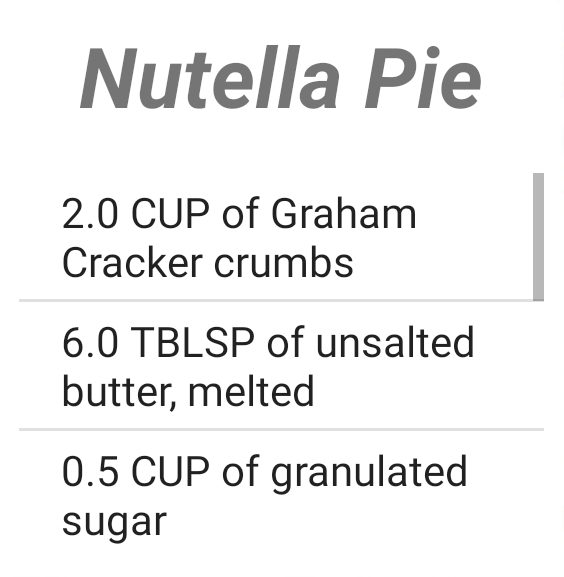 Nutella Pie
2.0 CUP of Graham
Cracker crumbs
6.0 TBLSP of unsalted
butter, melted
0.5 CUP of granulated
sugar